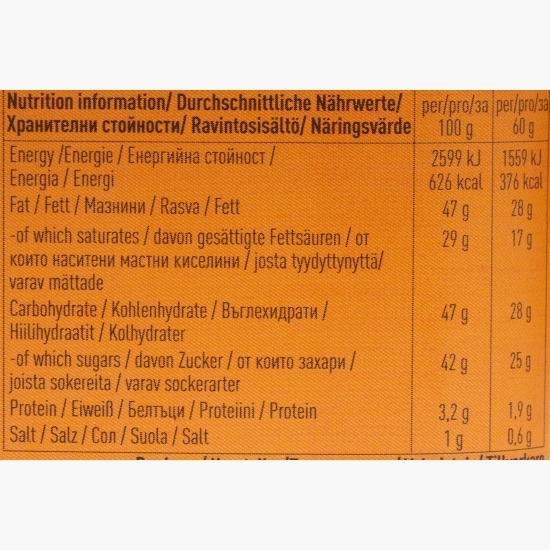 Nutrition information/ Durchschnittliche Nährwerte/ per/pro/за per/pro/за
Хранителни стойности/ Ravintosisältö/ Näringsvärde 100 g 60 g
Energy /Energie / Енергийна стойност / 2599 kJ 1559 kJ
Energia / Energi 626 kcal 376 kcal
Fat / Fett / Мазнини / Rasva / Fett 47 g 28 g
-of which saturates / davon gesättigte Fettsäuren / от 29 g 17 g
които наситени мастни киселини / josta tyydyttynyttä/
varav mättade
Carbohydrate / Kohlenhydrate / Въглехидрати / 47 g 28 g
Hiilihydraatit / Kolhydrater
-of which sugars / davon Zucker / от които захари / 42 g 25 g
joista sokereita / varav sockerarter
Protein / Eiweiß / Белтъци / Proteiini / Protein 3,2 g 1,9 g
Salt / Salz / Сол / Suola / Salt 1 g 0,6 g